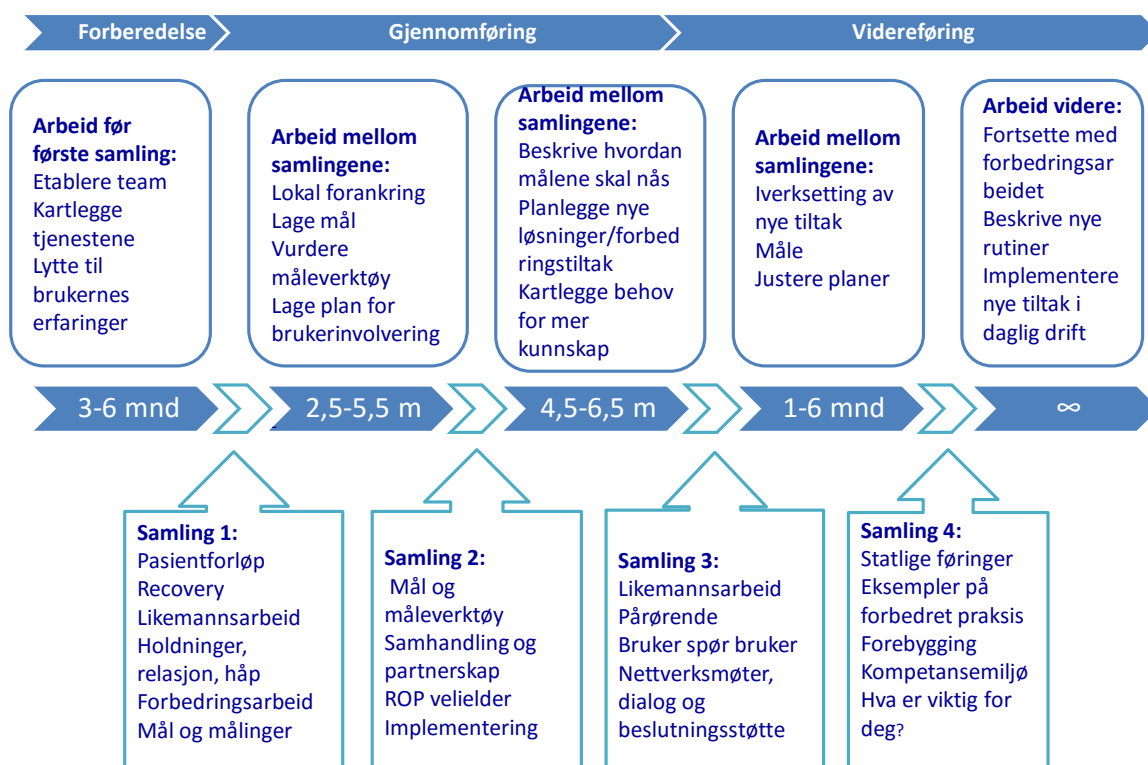 Forberedelse
Gjennomføring
Videreføring
Arbeid før
første samling:
Etablere team
Kartlegge
tjenestene
Lytte til
brukernes
erfaringer
Arbeid mellom
samlingene:
Lokal forankring
Lage mål
Vurdere
måleverktøy
Lage plan for
brukerinvolvering
Arbeid mellom
samlingene:
Beskrive hvordan
målene skal nås
Planlegge nye
løsninger/forbed
ringstiltak
Kartlegge behov
for mer
kunnskap
Arbeid mellom
samlingene:
Iverksetting av
nye tiltak
Måle
Justere planer
Arbeid videre:
Fortsette med
forbedringsar
beidet
Beskrive nye
rutiner
Implementere
nye tiltak i
daglig drift
3-6 mnd
2,5-5,5 m
4,5-6,5 m
1-6 mnd
∞
Samling 1:
Pasientforløp
Recovery
Likemannsarbeid
Holdninger,
relasjon, håp
Forbedringsarbeid
Mål og målinger
Samling 2:
Mål og
måleverktøy
Samhandling og
partnerskap
ROP velielder
Implementering
Samling 3:
Likemannsarbeid
Pårørende
Bruker spør bruker
Nettverksmøter,
dialog og
beslutningsstøtte
Samling 4:
Statlige føringer
Eksempler på
forbedret praksis
Forebygging
Kompetansemiljø
Hva er viktig for
deg?